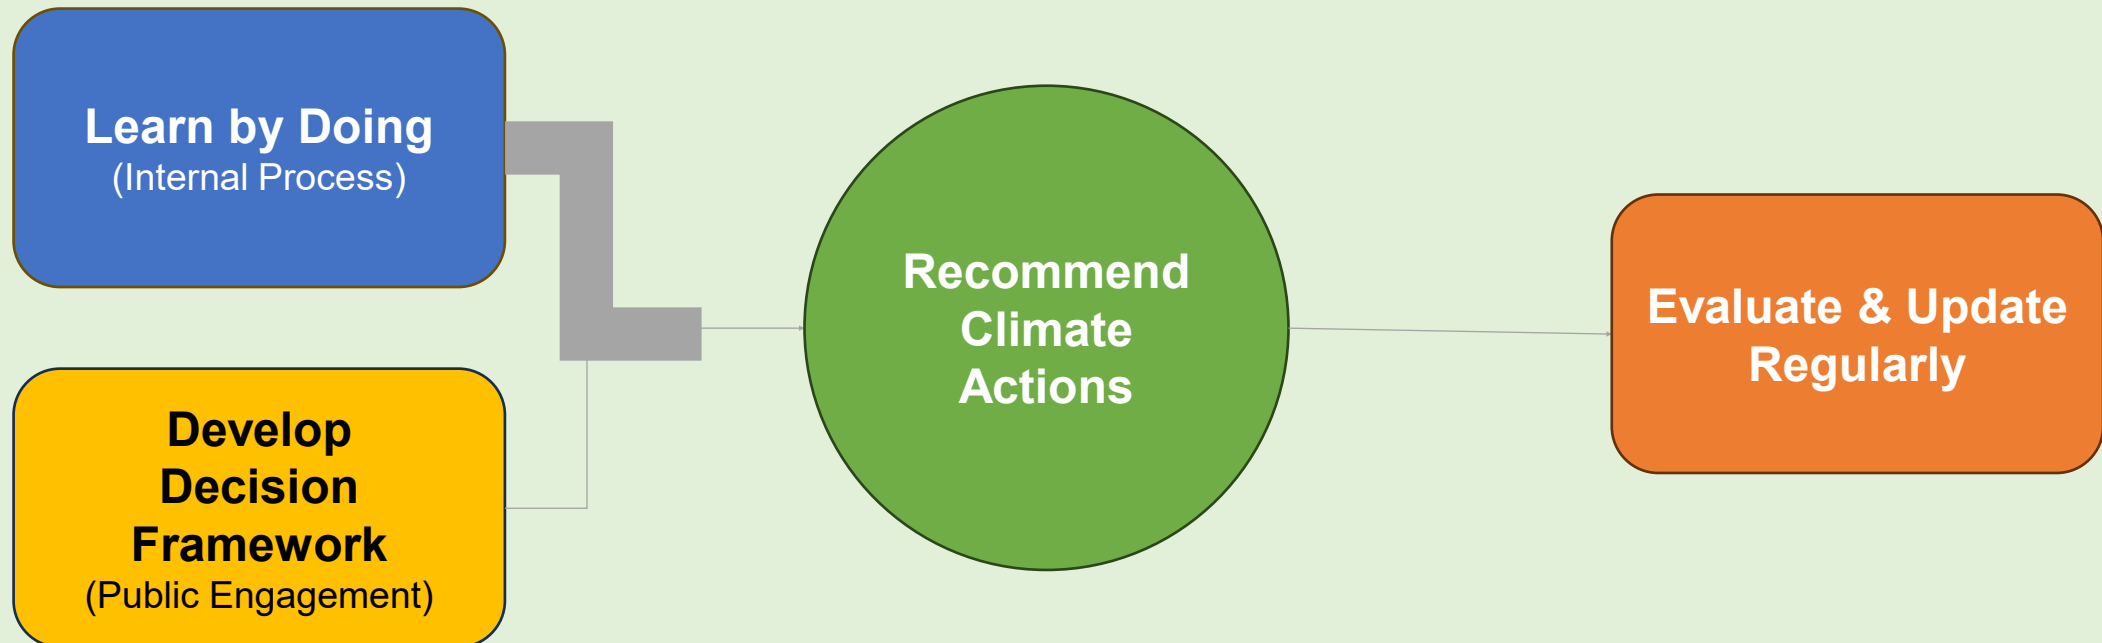 Learn by Doing
(Internal Process)
Develop
Decision
Framework
(Public Engagement)
Recommend
Climate
Actions
Evaluate & Update
Regularly